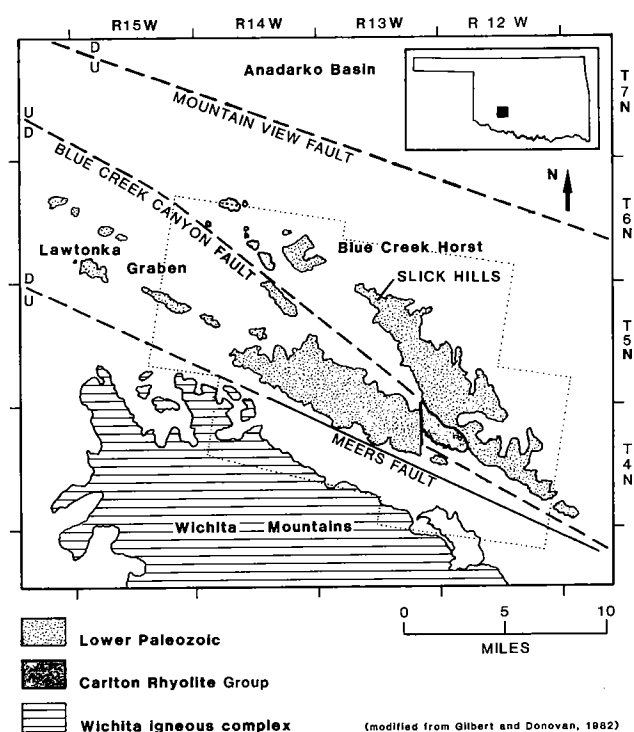 R15W R14W R13W R 12 W
D
U
Anadarko Basin
T
7
N
MOUNTAIN VIEW FAULT
U
D
BLUE CREEK CANYON FAULT
N
T
6
N
Blue Creek Horst
Lawtonka
Graben
SLICK HILLS
D
U
T
5
N
MEERS FAULT
T
4
N
Wichita Mountains
0 5 10
MILES
Lower Paleozoic
Carlton Rhyolite Group
Wichita igneous complex
(modified from Gilbert and Donovan, 1982)